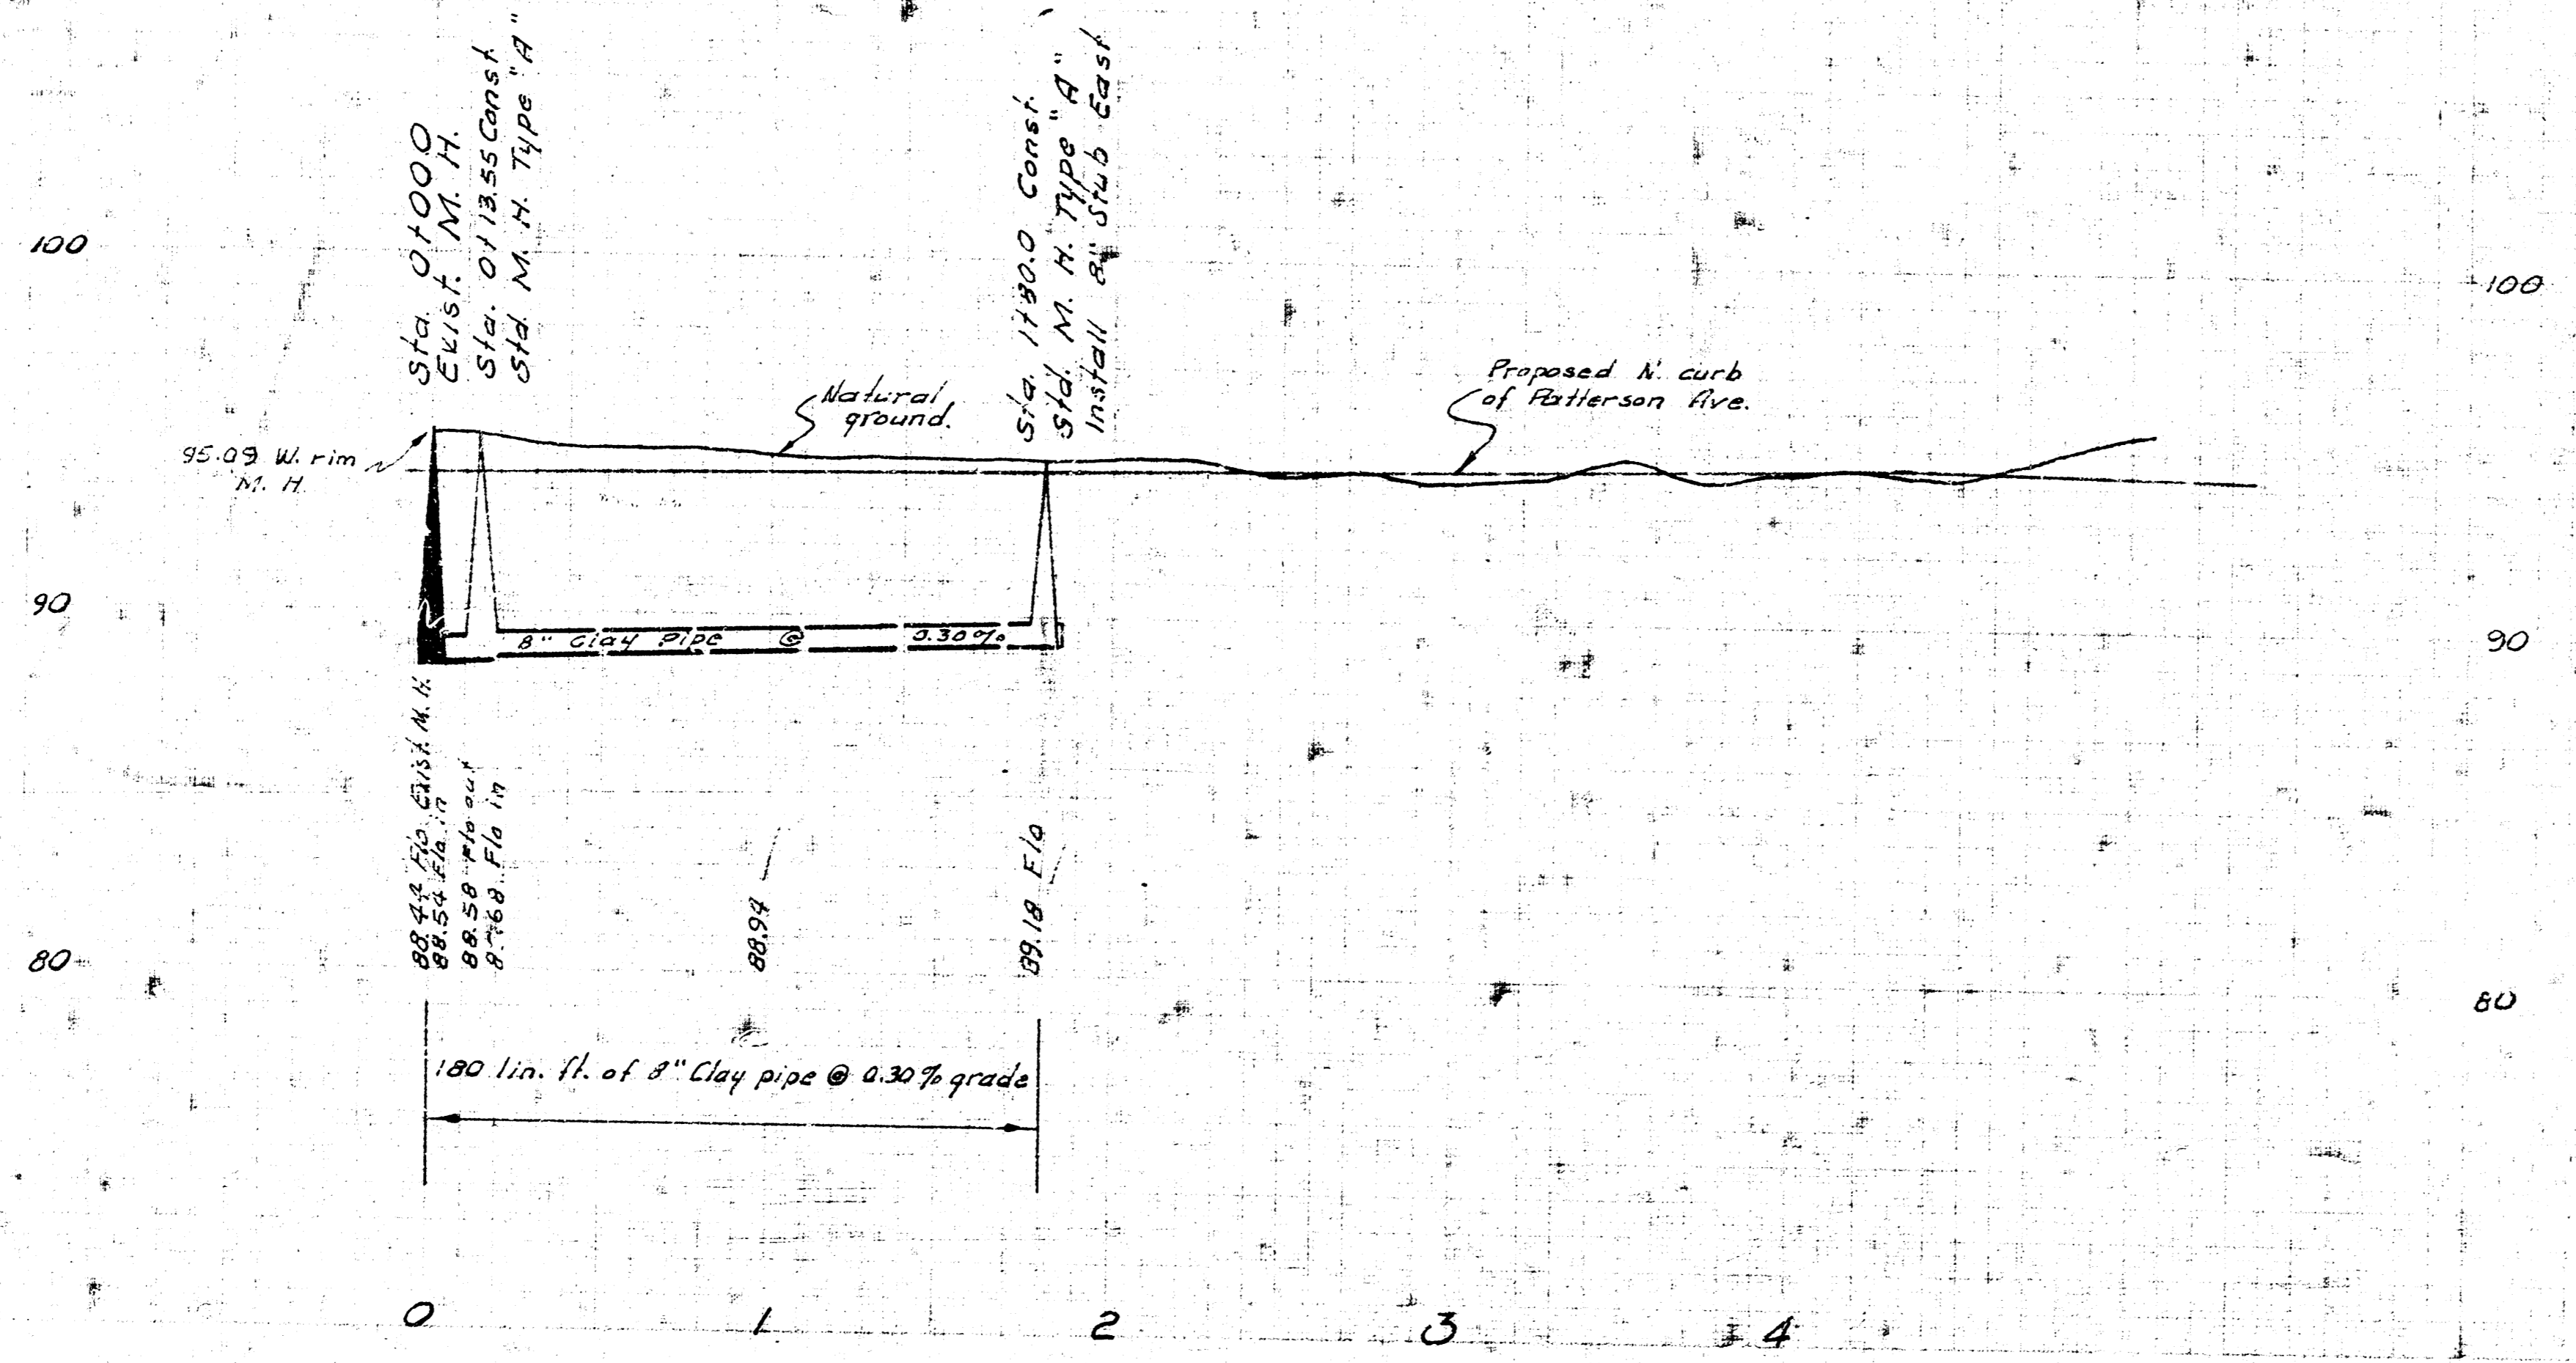 Sta. 0+000
Exist. M. H.
Sta. 0+13.55 Const
Std. M. H. Type "A"
Sta. 1+80.0 Const.
Std. M. H. Type "A"
Install 8" Stub East
100
100
Natural
ground.
Proposed N. curb
of Patterson Ave.
95.09 W. rim
M. H.
90
90
8" Clay Pipe @ 0.30%
88.44 Flo Exist. M. H.
88.54 Flo in
88.58 Flo out
Flo in
88.94
89.18 Flo
80
80
180 lin. ft. of 8" Clay pipe @ 0.30% grade
0 1 2 3 4